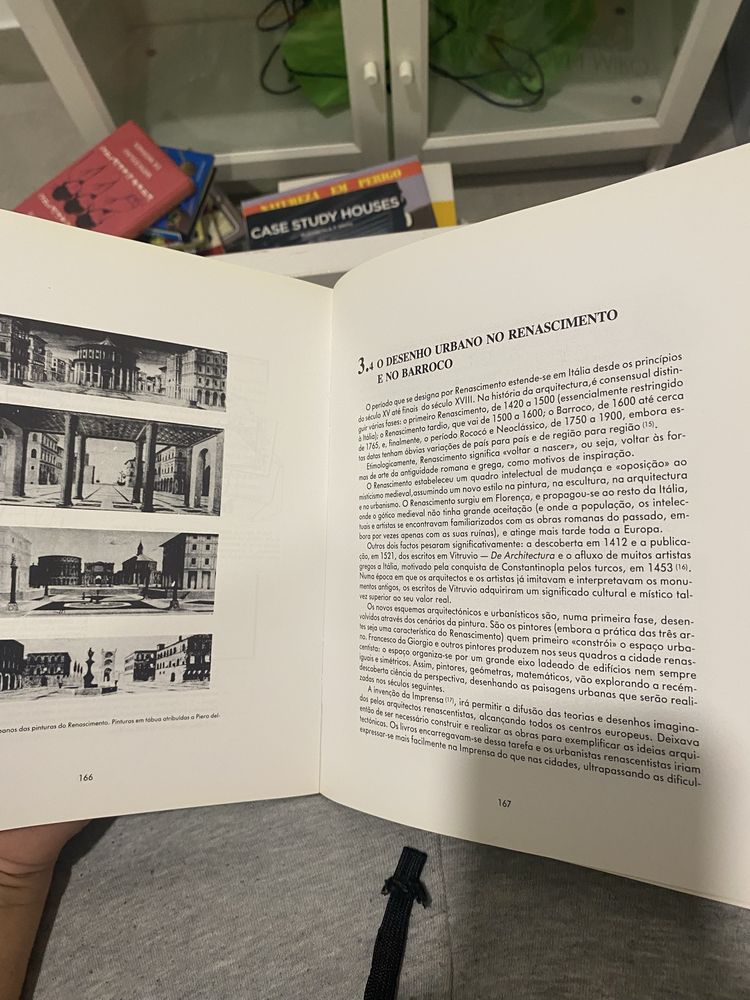 NATUREZA EM PERIGO
CASE STUDY HOUSES
banos das pinturas do Renascimento. Pinturas em tábua atribuídas a Piero del-
166
3.4 O DESENHO URBANO NO RENASCIMENTO
E NO BARROCO
O período que se designa por Renascimento estende-se em Itália desde os princípios
do século XV até finais do século XVIII. Na história da arquitectura, é consensual distin-
guir várias fases: o primeiro Renascimento, de 1420 a 1500 (essencialmente restringido
à Itália); o Renascimento tardio, que vai de 1500 a 1600; o Barroco, de 1600 até cerca
de 1765, e, finalmente, o período Rococó e Neoclássico, de 1750 a 1900, embora es-
tas datas tenham óbvias variações de país para país e de região para região (15).
Etimologicamente, Renascimento significa «voltar a nascer», ou seja, voltar às for-
mas de arte da antiguidade romana e grega, como motivos de inspiração.
O Renascimento estabeleceu um quadro intelectual de mudança e «oposição» ao
misticismo medieval, assumindo um novo estilo na pintura, na escultura, na arquitectura
e no urbanismo. O Renascimento surgiu em Florença, e propagou-se ao resto da Itália,
onde o gótico medieval não tinha grande aceitação (e onde a população, os intelec-
tuais e artistas se encontravam familiarizados com as obras romanas do passado, em-
bora por vezes apenas com as suas ruínas), e atinge mais tarde toda a Europa.
Outros dois factos pesaram significativamente: a descoberta em 1412 e a publica-
ção, em 1521, dos escritos em Vitruvio — De Architectura e o afluxo de muitos artistas
gregos a Itália, motivado pela conquista de Constantinopla pelos turcos, em 1453 (16).
Numa época em que os arquitectos e os artistas já imitavam e interpretavam os monu-
mentos antigos, os escritos de Vitruvio adquiriram um significado cultural e místico tal-
vez superior ao seu valor real.
Os novos esquemas arquitectónicos e urbanísticos são, numa primeira fase, desen-
volvidos através dos cenários da pintura. São os pintores (embora a prática das três ar-
tes seja uma característica do Renascimento) quem primeiro «constrói» o espaço urba-
no. Francesco da Giorgio e outros pintores produzem nos seus quadros a cidade renas-
centista: o espaço organiza-se por um grande eixo ladeado de edifícios nem sempre
iguais e simétricos. Assim, pintores, geómetras, matemáticos, vão explorando a recém-
descoberta ciência da perspectiva, desenhando as paisagens urbanas que serão reali-
zadas nos séculos seguintes.
A invenção da Imprensa (17), irá permitir a difusão das teorias e desenhos imagina-
dos pelos arquitectos renascentistas, alcançando todos os centros europeus. Deixava
então de ser necessário construir e realizar as obras para exemplificar as ideias arqui-
tectónicas. Os livros encarregavam-se dessa tarefa e os urbanistas renascentistas iriam
expressar-se mais facilmente na Imprensa do que nas cidades, ultrapassando as dificul-
167